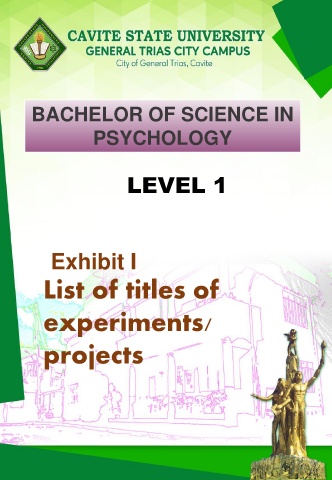 CAVITE STATE UNIVERSITY
GENERAL TRIAS CITY CAMPUS
City of General Trias, Cavite
BACHELOR OF SCIENCE IN
PSYCHOLOGY
LEVEL 1
Exhibit I
List of titles of
experiments/
projects